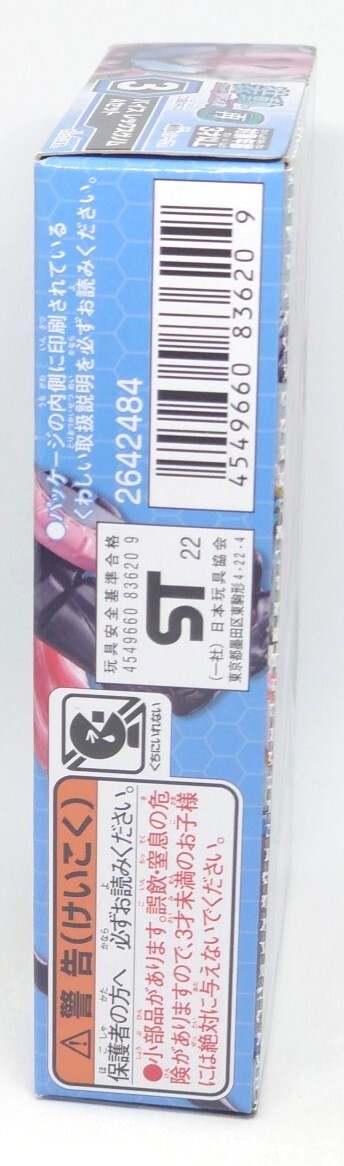 ●パッケージの内側に印刷されている
くわしい取扱説明を必ずお読みください。
2642484
4549660 83620 9
玩具安全基準合格
4549660 83620 9
ST 22
(一社) 日本玩具協会
東京都墨田区東駒形4-22-4
くちにいれない
⚠警告(けいこく)
保護者の方へ 必ずお読みください。
●小部品があります。誤飲・窒息の危
険がありますので、3才未満のお子様
には絶対に与えないでください。
3